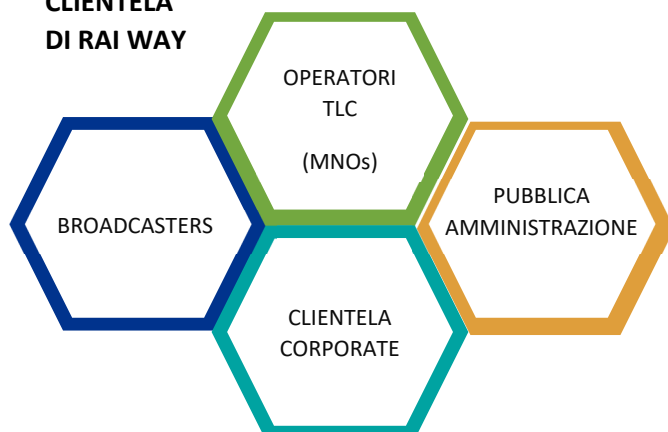 CLIENTELA
DI RAI WAY
OPERATORI
TLC
(MNOs)
BROADCASTERS
PUBBLICA
AMMINISTRAZIONE
CLIENTELA
CORPORATE